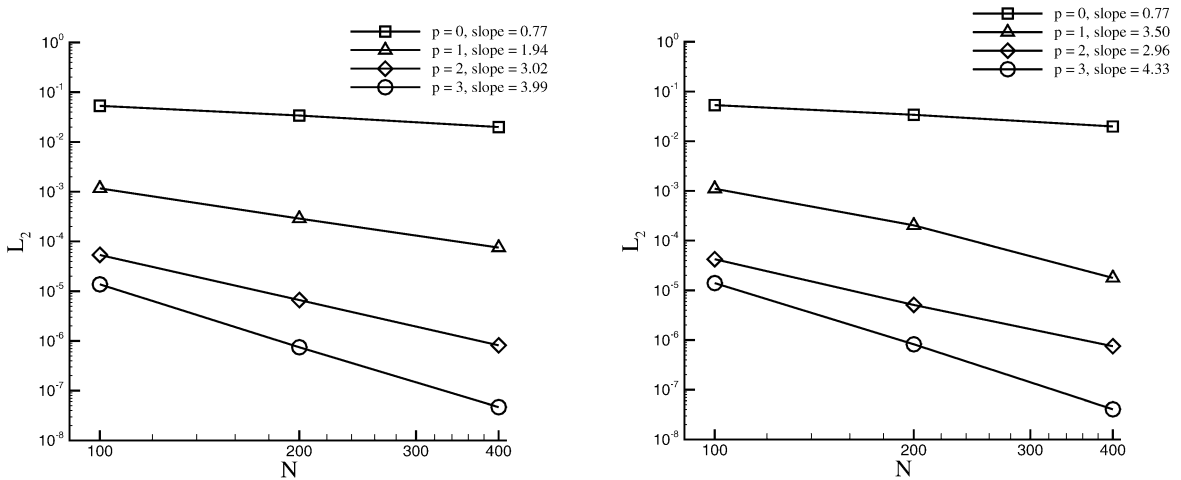 p = 0, slope = 0.77
p = 1, slope = 1.94
p = 2, slope = 3.02
p = 3, slope = 3.99
10^0
10^-1
10^-2
10^-3
10^-4
10^-5
10^-6
10^-7
10^-8
L_2
100
200
300
400
N
p = 0, slope = 0.77
p = 1, slope = 3.50
p = 2, slope = 2.96
p = 3, slope = 4.33
10^0
10^-1
10^-2
10^-3
10^-4
10^-5
10^-6
10^-7
10^-8
L_2
100
200
300
400
N